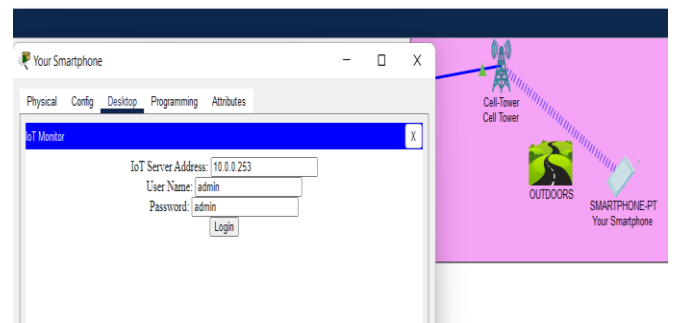 Your Smartphone
Physical Config Desktop Programming Attributes
IoT Monitor X
IoT Server Address: 10.0.0.253
User Name: admin
Password: admin
Login
Cell-Tower
Cell Tower
OUTDOORS
SMARTPHONE-PT
Your Smartphone